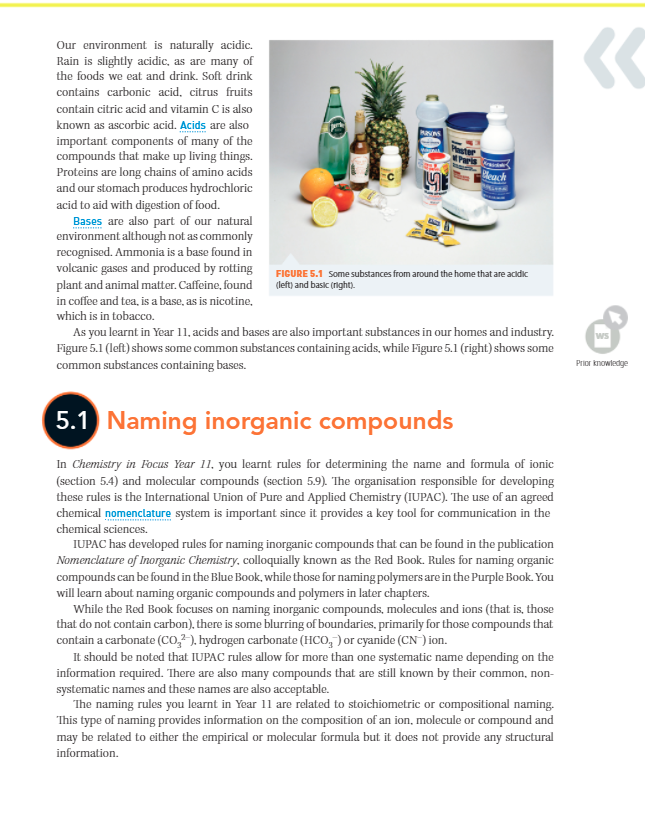 Our environment is naturally acidic.
Rain is slightly acidic, as are many of
the foods we eat and drink. Soft drink
contains carbonic acid, citrus fruits
contain citric acid and vitamin C is also
known as ascorbic acid. Acids are also
important components of many of the
compounds that make up living things.
Proteins are long chains of amino acids
and our stomach produces hydrochloric
acid to aid with digestion of food.
Bases are also part of our natural
environment although not as commonly
recognised. Ammonia is a base found in
volcanic gases and produced by rotting
plant and animal matter. Caffeine, found
in coffee and tea, is a base, as is nicotine,
which is in tobacco.
perrier
C
PARSONS
Plaster
of Paris
Bleach
FIGURE 5.1 Some substances from around the home that are acidic
(left) and basic (right).
As you learnt in Year 11, acids and bases are also important substances in our homes and industry.
Figure 5.1 (left) shows some common substances containing acids, while Figure 5.1 (right) shows some
common substances containing bases.
WS
Prior knowledge
5.1 Naming inorganic compounds
In Chemistry in Focus Year 11, you learnt rules for determining the name and formula of ionic
(section 5.4) and molecular compounds (section 5.9). The organisation responsible for developing
these rules is the International Union of Pure and Applied Chemistry (IUPAC). The use of an agreed
chemical nomenclature system is important since it provides a key tool for communication in the
chemical sciences.
IUPAC has developed rules for naming inorganic compounds that can be found in the publication
Nomenclature of Inorganic Chemistry, colloquially known as the Red Book. Rules for naming organic
compounds can be found in the Blue Book, while those for naming polymers are in the Purple Book. You
will learn about naming organic compounds and polymers in later chapters.
While the Red Book focuses on naming inorganic compounds, molecules and ions (that is, those
that do not contain carbon), there is some blurring of boundaries, primarily for those compounds that
contain a carbonate (CO₃²⁻), hydrogen carbonate (HCO₃⁻) or cyanide (CN⁻) ion.
It should be noted that IUPAC rules allow for more than one systematic name depending on the
information required. There are also many compounds that are still known by their common, non-
systematic names and these names are also acceptable.
The naming rules you learnt in Year 11 are related to stoichiometric or compositional naming.
This type of naming provides information on the composition of an ion, molecule or compound and
may be related to either the empirical or molecular formula but it does not provide any structural
information.